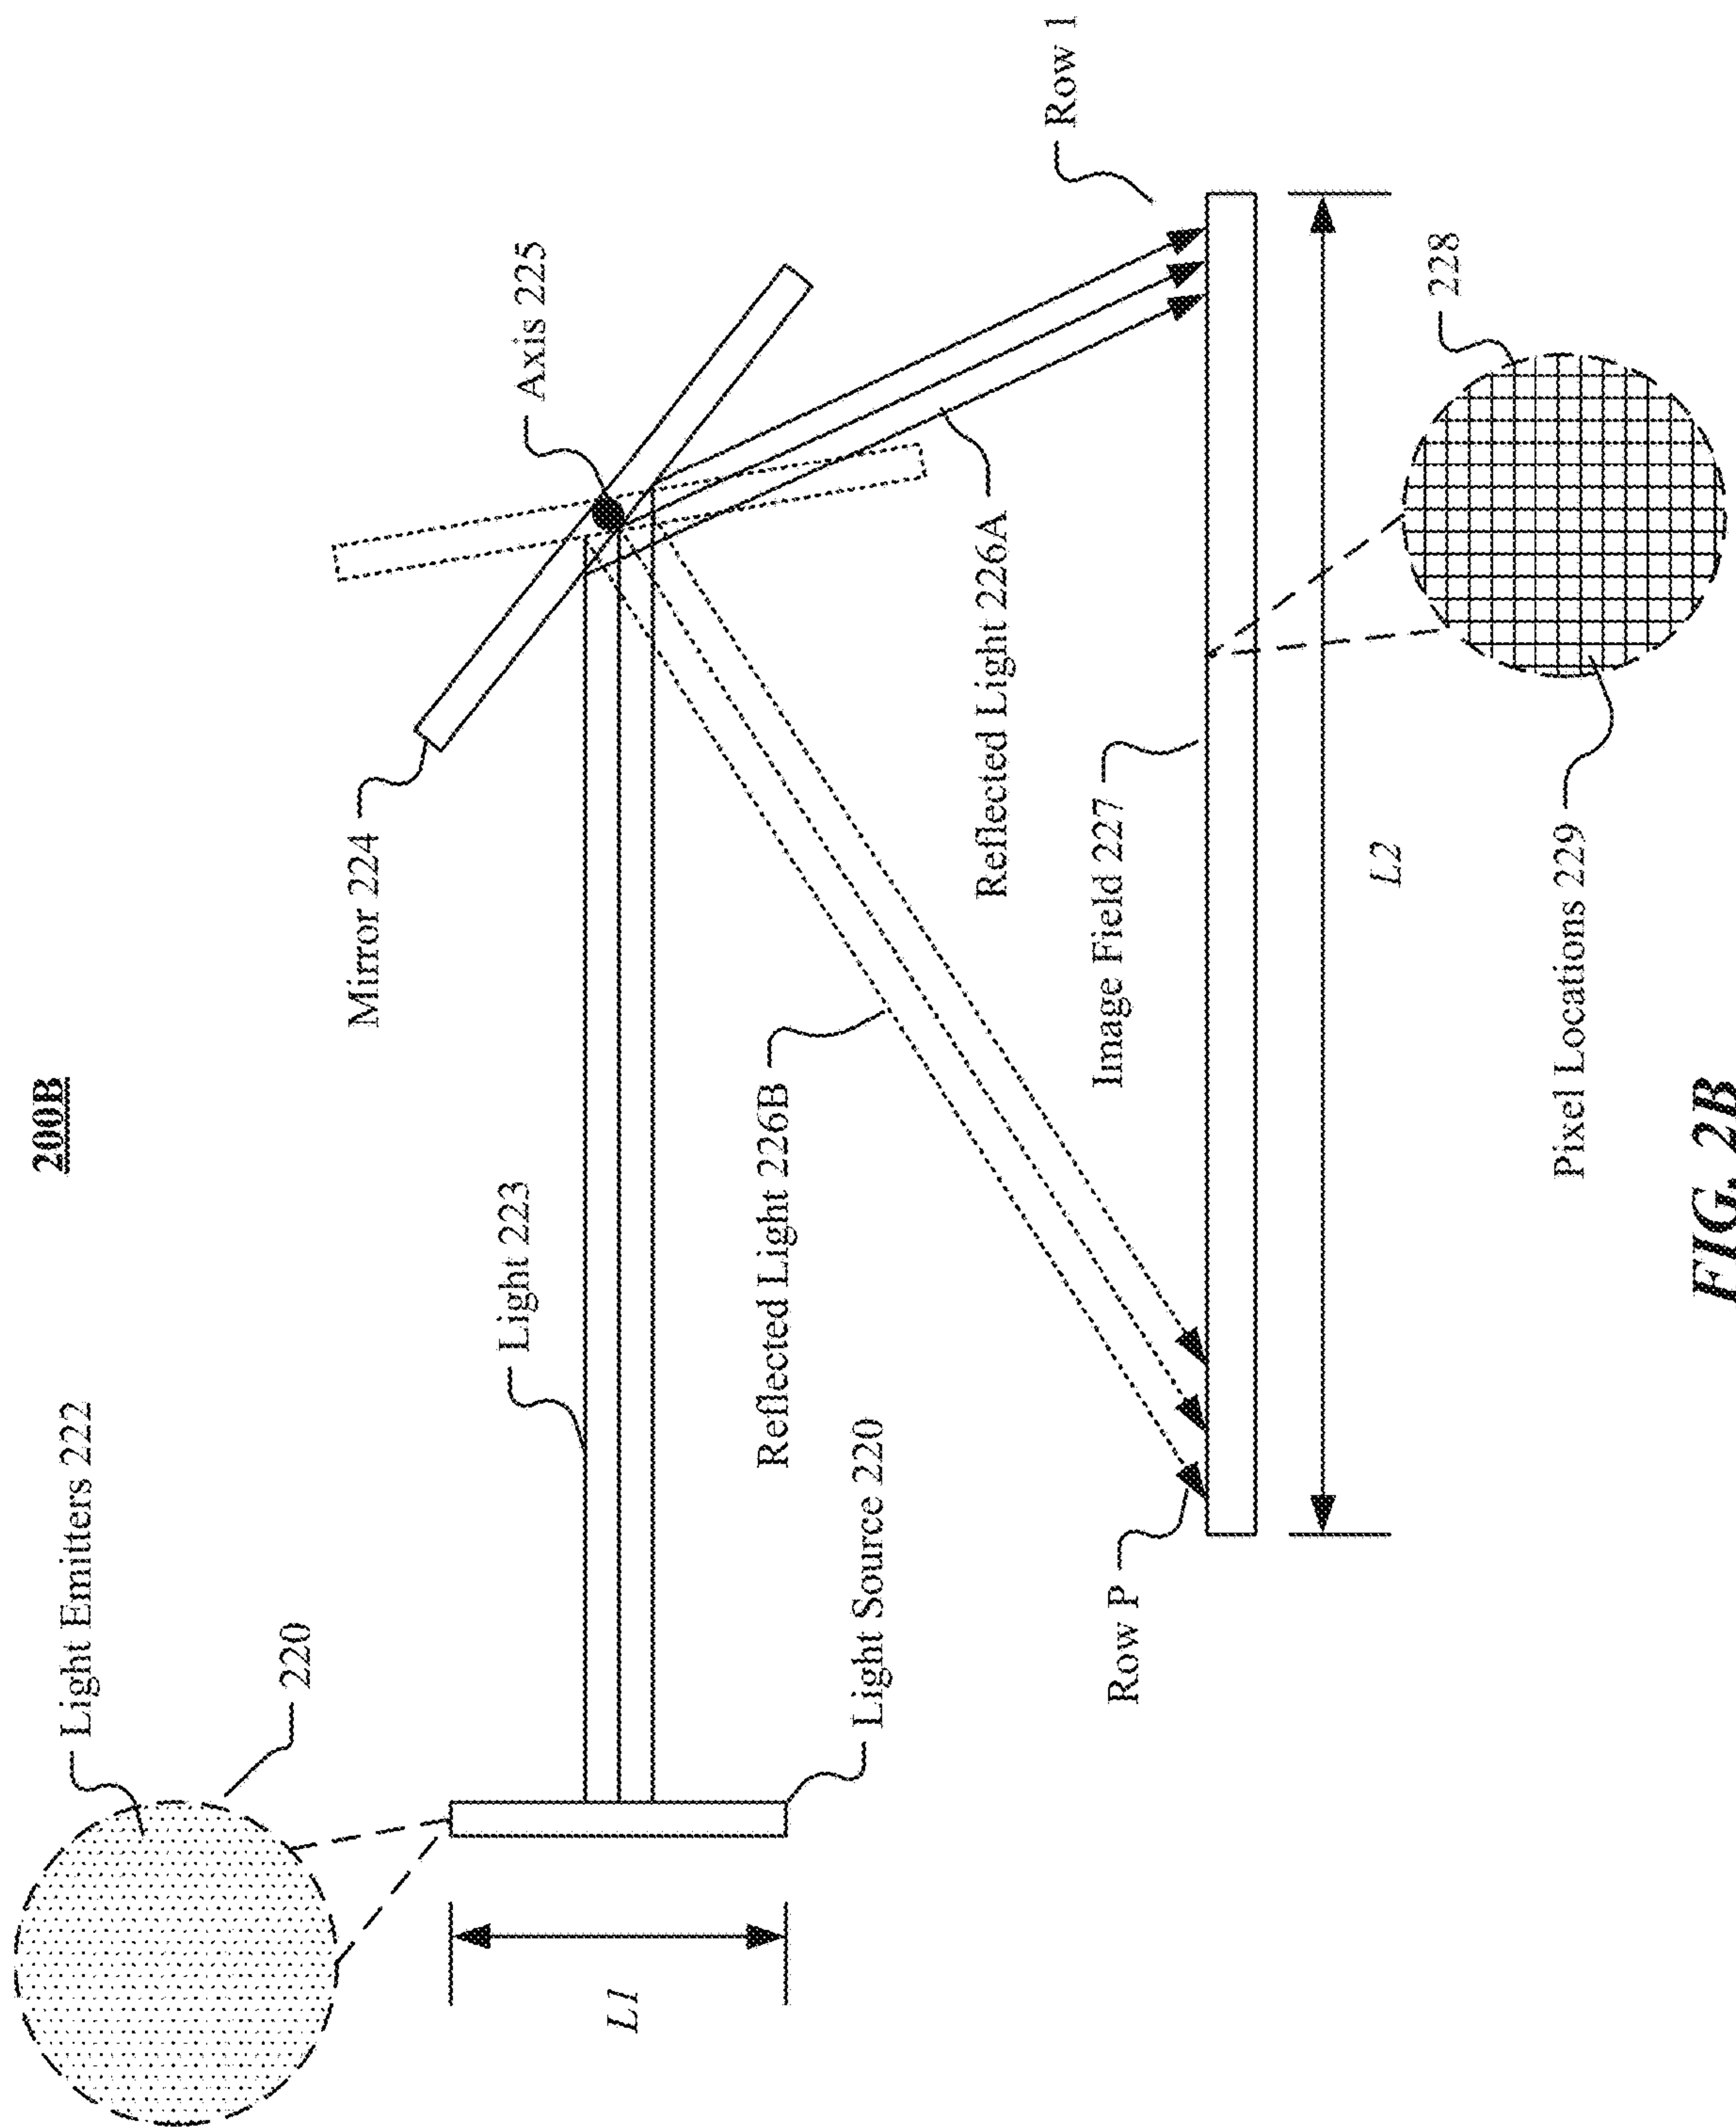 200B
Light Emitters 222
220
Light 223
Mirror 224
Axis 225
L1
Light Source 220
Reflected Light 226B
Reflected Light 226A
Row P
Image Field 227
Row 1
L2
228
Pixel Locations 229
FIG. 2B